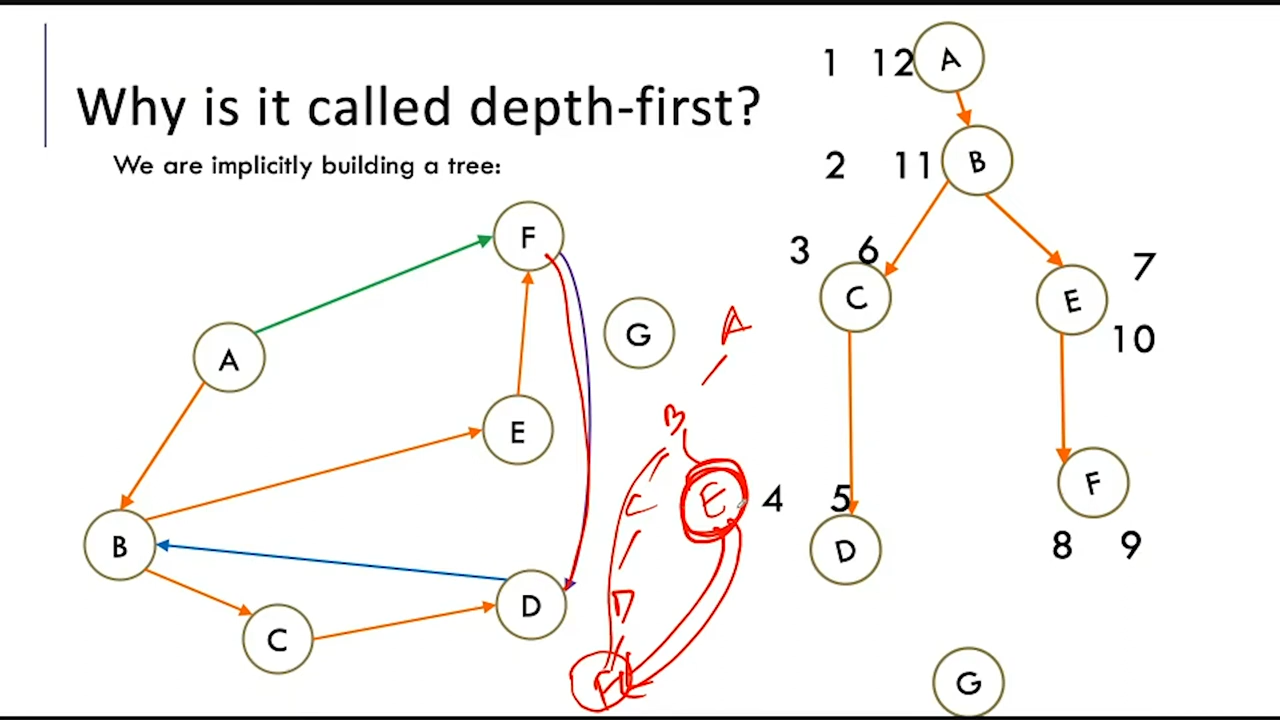 Why is it called depth-first?
We are implicitly building a tree:
F
A
G
E
B
D
C
A
B
C
E
D
1 12 A
2 11 B
3 6
C
7
E
10
4 5
D
F
8 9
G